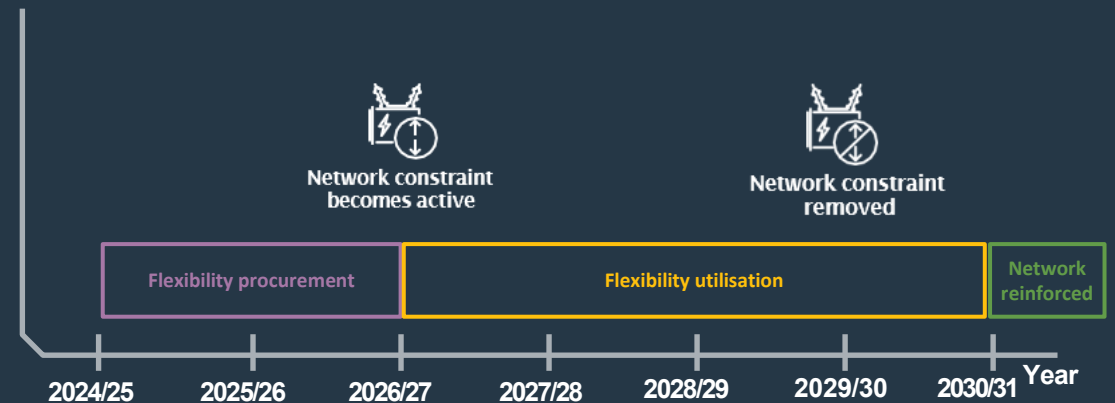 Network constraint
becomes active
Network constraint
removed
Flexibility procurement
Flexibility utilisation
Network
reinforced
2024/25
2025/26
2026/27
2027/28
2028/29
2029/30
2030/31
Year